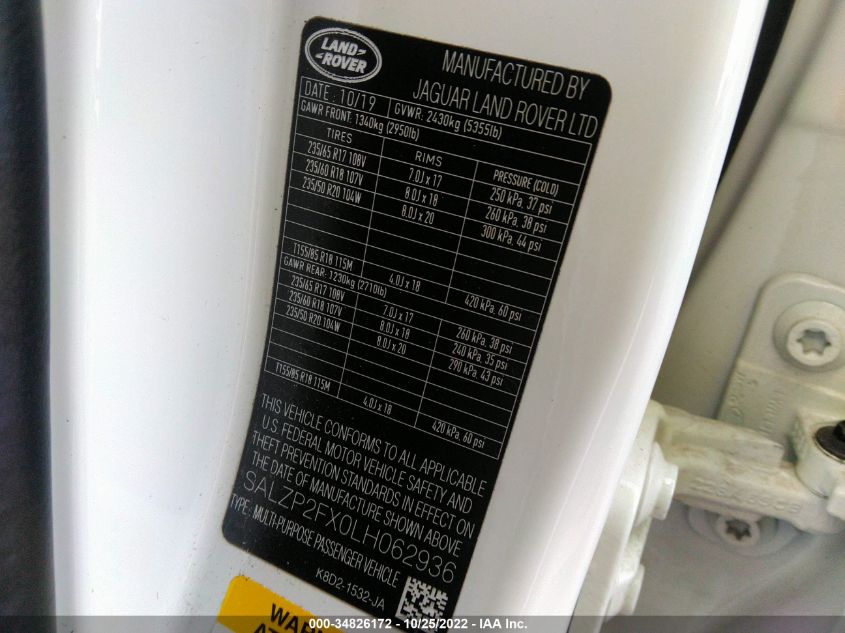 LAND
ROVER
MANUFACTURED BY
JAGUAR LAND ROVER LTD
DATE: 10/19 GVWR: 2430kg (5355lb)
GAWR FRONT: 1340kg (2950lb)
TIRES RIMS PRESSURE (COLD)
235/65 R17 108V 7.0J x 17 250 kPa, 37 psi
235/60 R18 107V 8.0J x 18 260 kPa, 38 psi
235/50 R20 104W 8.0J x 20 300 kPa, 44 psi
T155/85 R18 115M 4.0J x 18 420 kPa, 60 psi
GAWR REAR: 1230kg (2710lb)
235/65 R17 108V 7.0J x 17 260 kPa, 38 psi
235/60 R18 107V 8.0J x 18 240 kPa, 35 psi
235/50 R20 104W 8.0J x 20 290 kPa, 43 psi
T155/85 R18 115M 4.0J x 18 420 kPa, 60 psi
THIS VEHICLE CONFORMS TO ALL APPLICABLE
U.S. FEDERAL MOTOR VEHICLE SAFETY AND
THEFT PREVENTION STANDARDS IN EFFECT ON
THE DATE OF MANUFACTURE SHOWN ABOVE.
SALZP2FX0LH062936
TYPE: MULTI-PURPOSE PASSENGER VEHICLE
K8D2-1532-JA
000-34826172 - 10/25/2022 - IAA Inc.